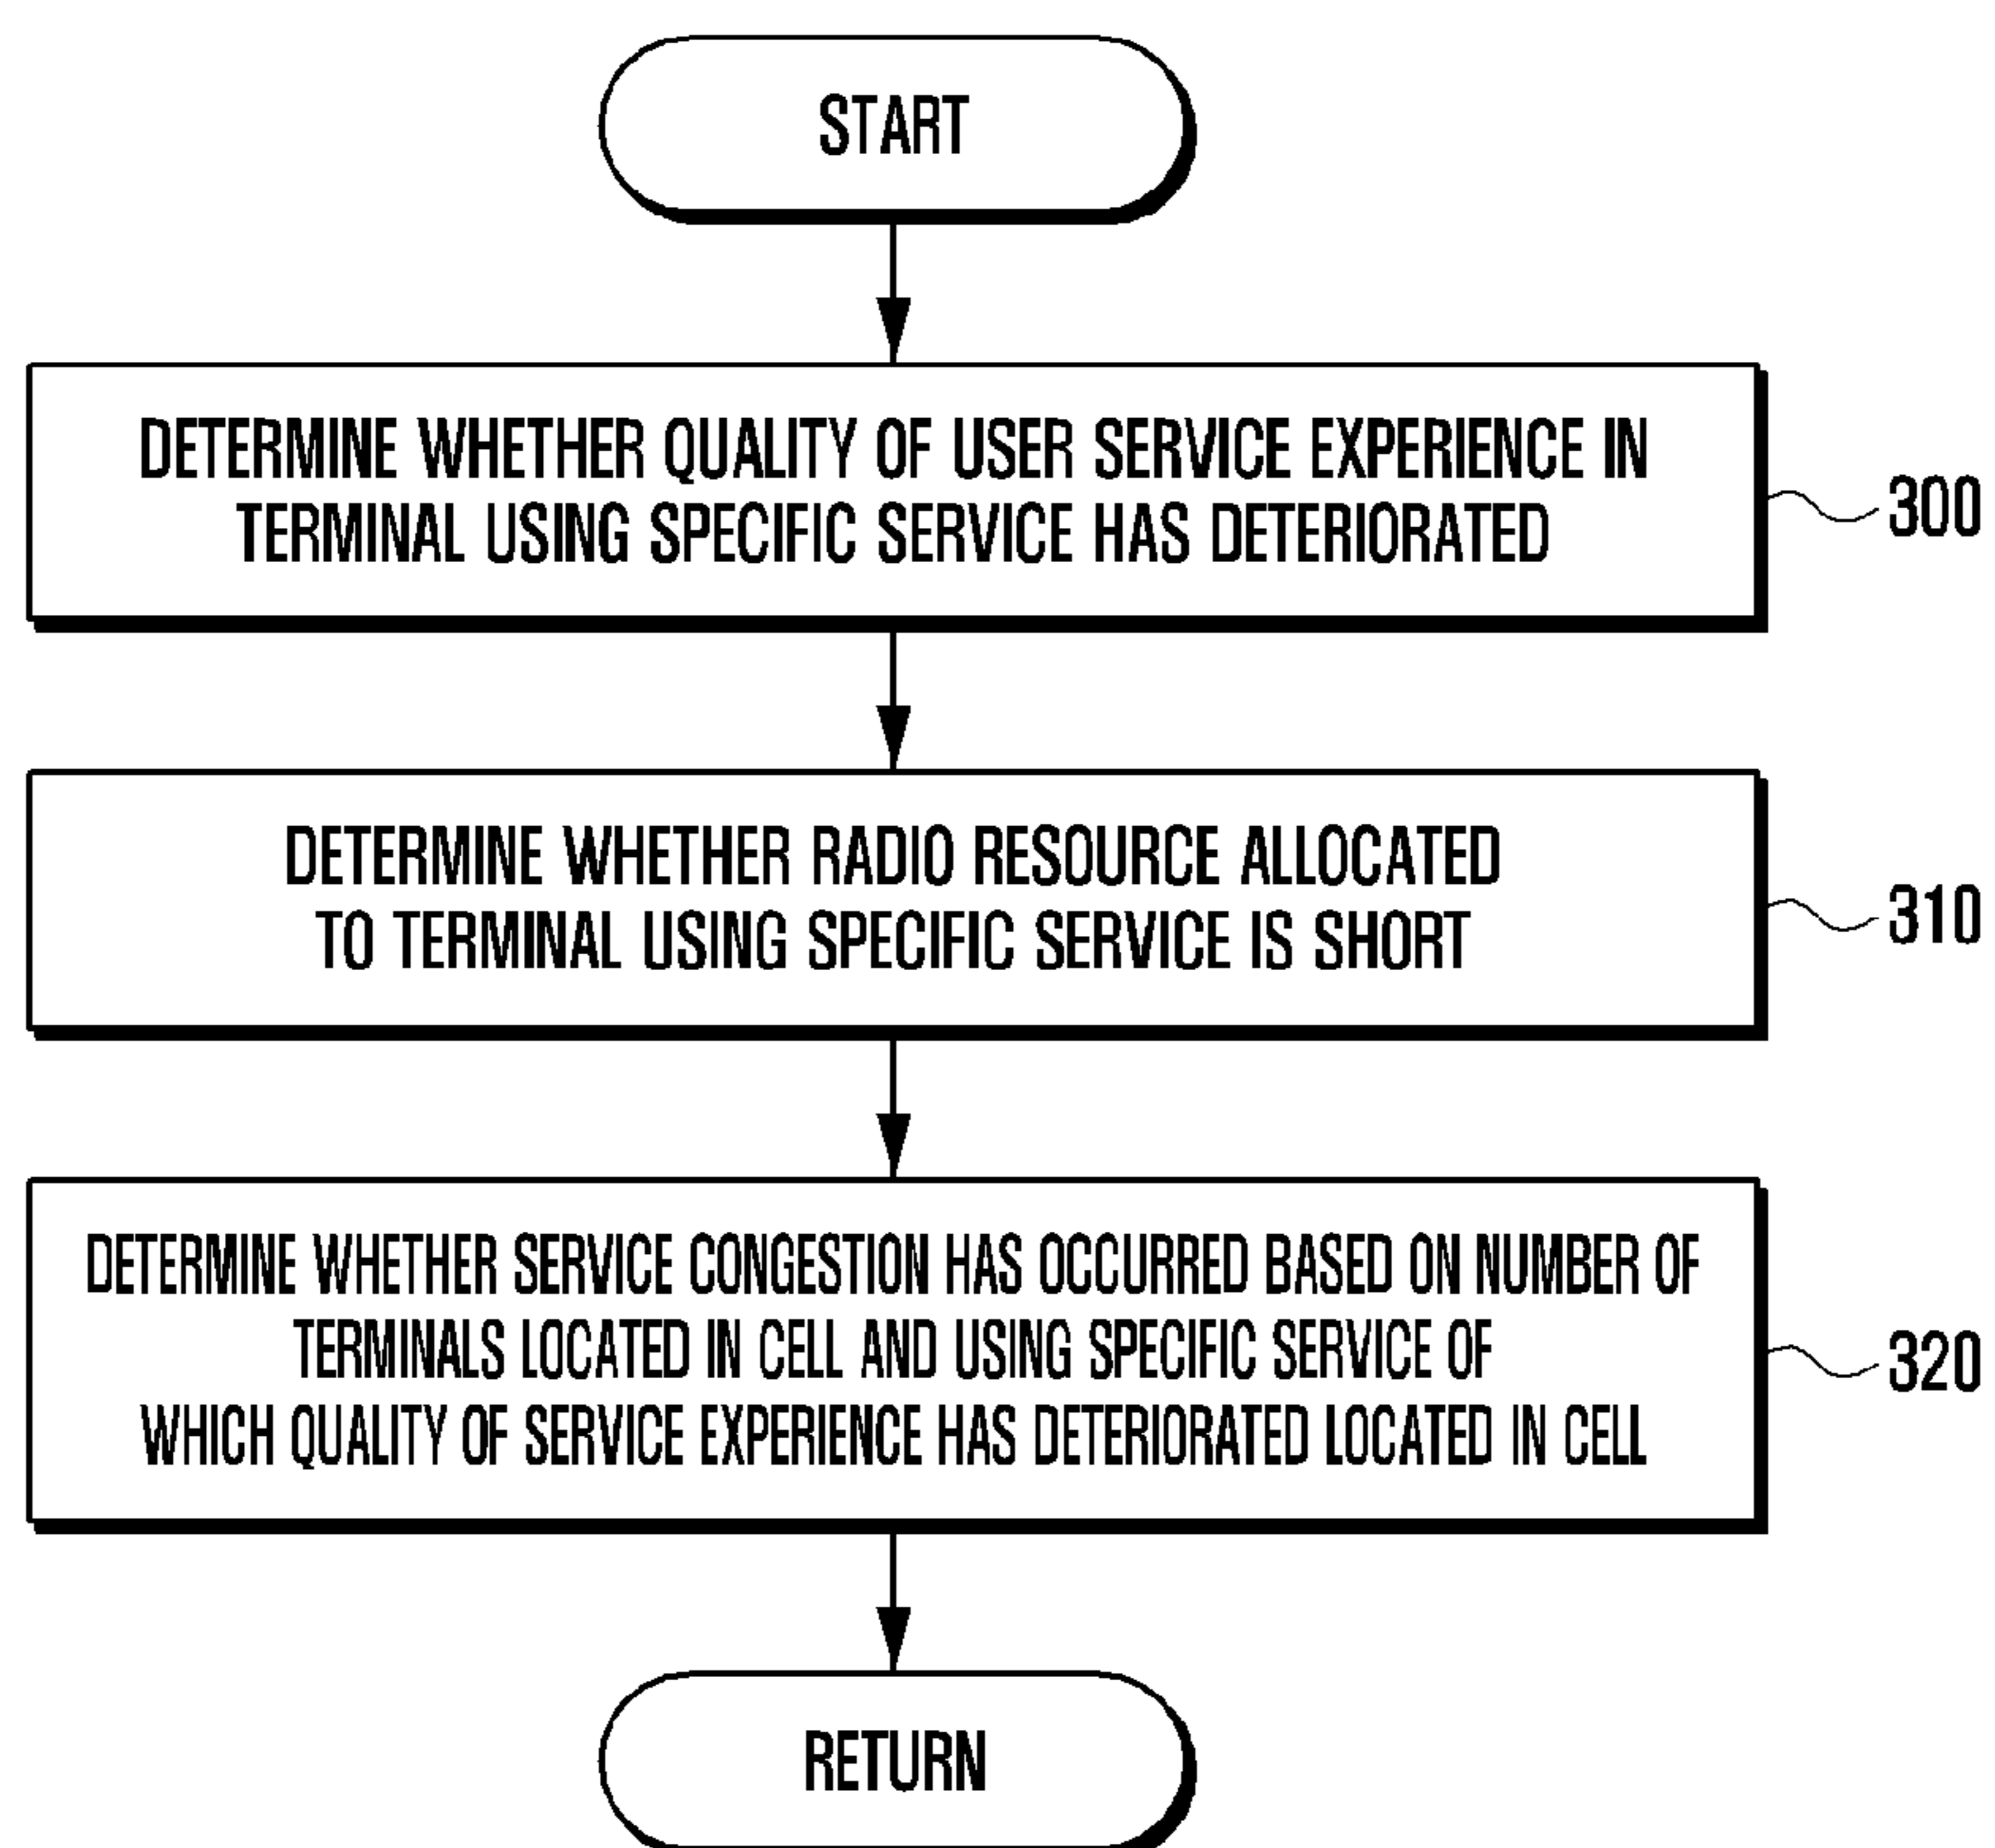 START
DETERMINE WHETHER QUALITY OF USER SERVICE EXPERIENCE IN
TERMINAL USING SPECIFIC SERVICE HAS DETERIORATED
300
DETERMINE WHETHER RADIO RESOURCE ALLOCATED
TO TERMINAL USING SPECIFIC SERVICE IS SHORT
310
DETERMINE WHETHER SERVICE CONGESTION HAS OCCURRED BASED ON NUMBER OF
TERMINALS LOCATED IN CELL AND USING SPECIFIC SERVICE OF
WHICH QUALITY OF SERVICE EXPERIENCE HAS DETERIORATED LOCATED IN CELL
320
RETURN